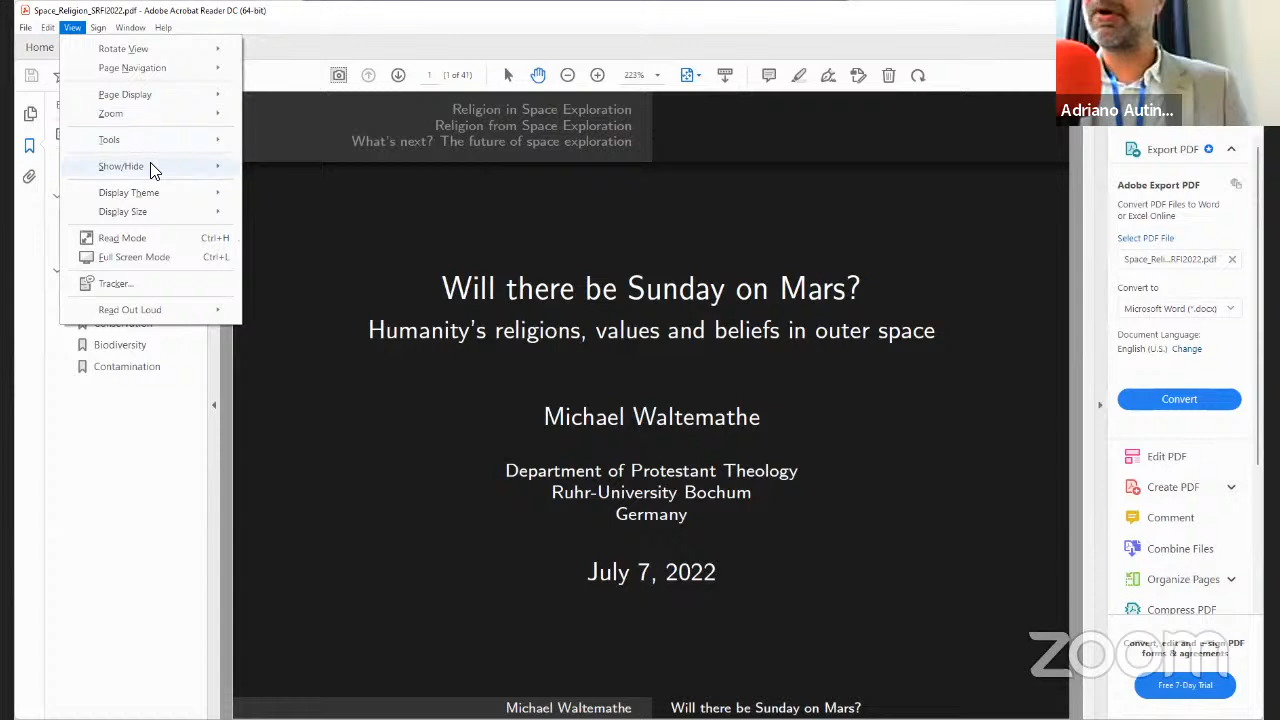 Space_Religion_SRFI2022.pdf - Adobe Acrobat Reader DC (64-bit)
File Edit View Sign Window Help
Home
Rotate View
Page Navigation
Page Display
Zoom
Tools
Show/Hide
Display Theme
Display Size
Read Mode Ctrl+H
Full Screen Mode Ctrl+L
Tracker...
Read Out Loud
Biodiversity
Contamination
1 (1 of 41) 223%
Religion in Space Exploration
Religion from Space Exploration
What's next? The future of space exploration
Will there be Sunday on Mars?
Humanity's religions, values and beliefs in outer space
Michael Waltemathe
Department of Protestant Theology
Ruhr-University Bochum
Germany
July 7, 2022
Michael Waltemathe Will there be Sunday on Mars?
Adriano Autin...
Export PDF
Adobe Export PDF
Convert PDF Files to Word
or Excel Online
Select PDF File
Space_Reli...RFI2022.pdf
Convert to
Microsoft Word (*.docx)
Document Language:
English (U.S.) Change
Convert
Edit PDF
Create PDF
Comment
Combine Files
Organize Pages
Compress PDF
Convert, edit and e-sign PDF
forms & agreements
Free 7-Day Trial
zoom